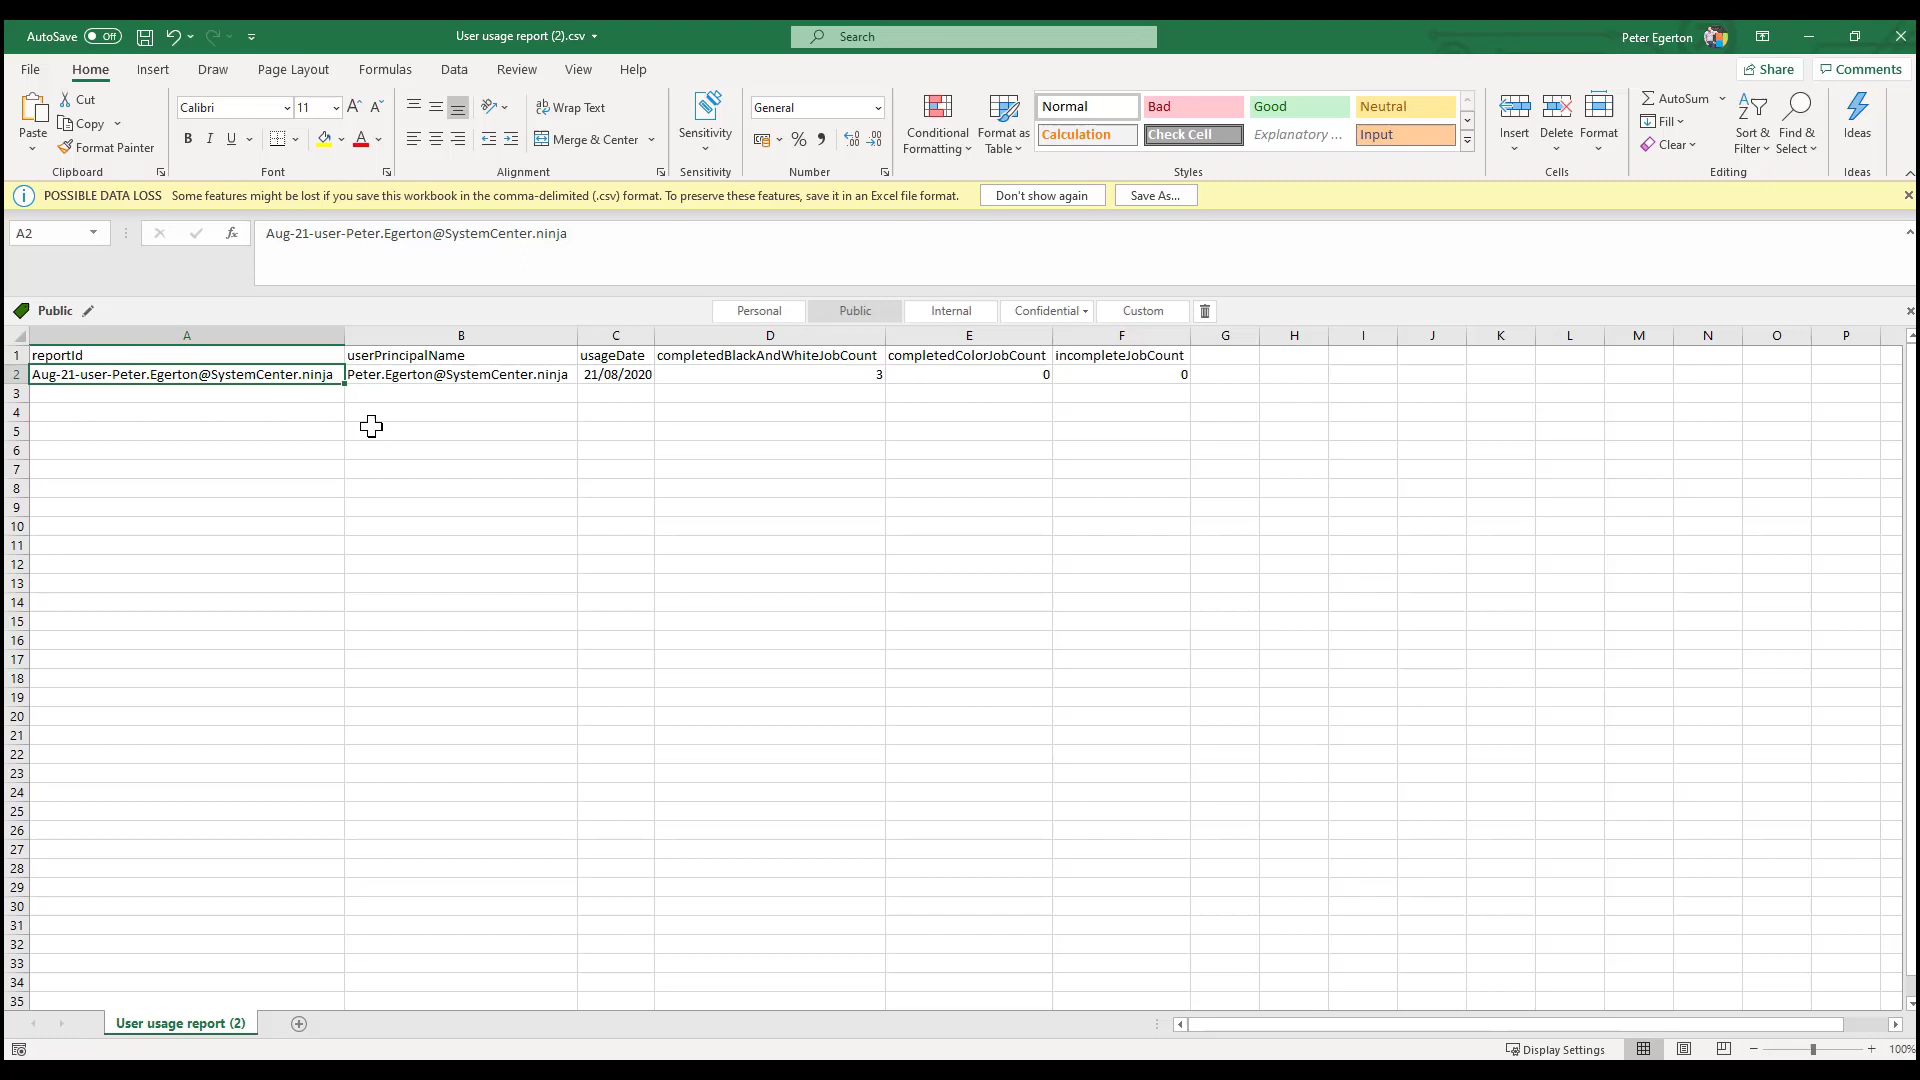 AutoSave Off
User usage report (2).csv
Search
Peter Egerton
File Home Insert Draw Page Layout Formulas Data Review View Help
Share Comments
Paste
Cut
Copy
Format Painter
Clipboard
Calibri 11
B I U
Font
Wrap Text
Merge & Center
Alignment
Sensitivity
Sensitivity
General
Number
Conditional Formatting
Format as Table
Normal Bad Good Neutral
Calculation Check Cell Explanatory ... Input
Styles
Insert Delete Format
Cells
AutoSum
Fill
Clear
Sort & Filter
Find & Select
Editing
Ideas
Ideas
POSSIBLE DATA LOSS Some features might be lost if you save this workbook in the comma-delimited (.csv) format. To preserve these features, save it in an Excel file format. Don't show again Save As...
A2 fx Aug-21-user-Peter.Egerton@SystemCenter.ninja
Public Personal Public Internal Confidential Custom
A B C D E F G H I J K L M N O P
1 reportId userPrincipalName usageDate completedBlackAndWhiteJobCount completedColorJobCount incompleteJobCount
2 Aug-21-user-Peter.Egerton@SystemCenter.ninja Peter.Egerton@SystemCenter.ninja 21/08/2020 3 0 0
3
4
5
6
7
8
9
10
11
12
13
14
15
16
17
18
19
20
21
22
23
24
25
26
27
28
29
30
31
32
33
34
35
User usage report (2)
Display Settings 100%